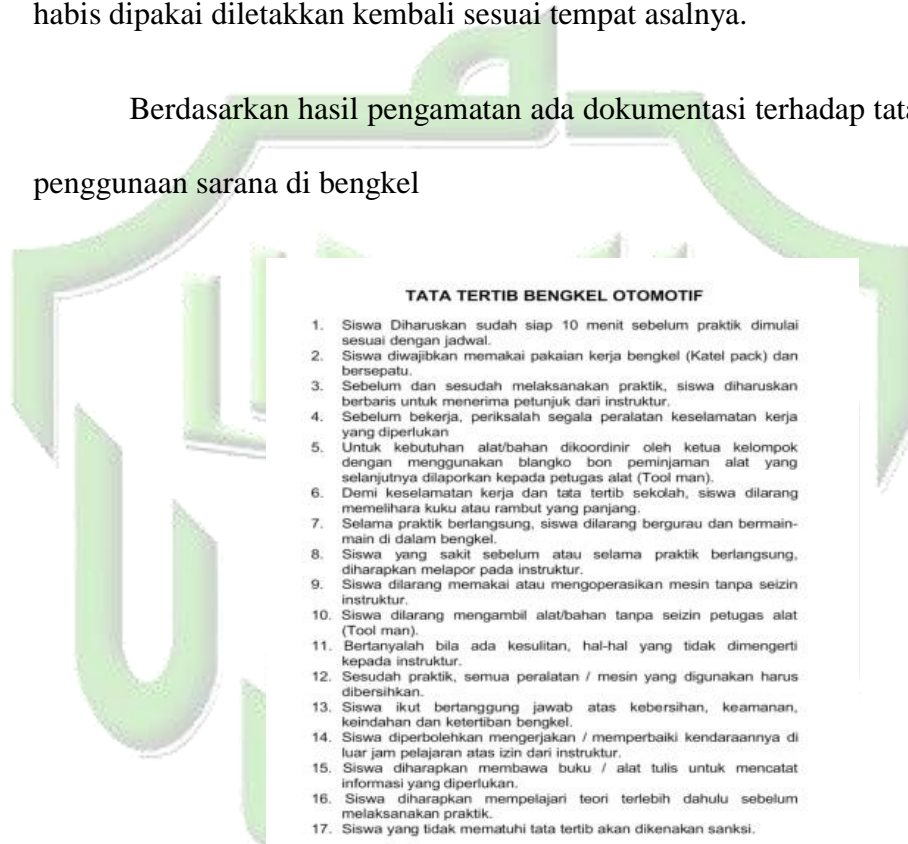 habis dipakai diletakkan kembali sesuai tempat asalnya.
Berdasarkan hasil pengamatan ada dokumentasi terhadap tata
penggunaan sarana di bengkel
TATA TERTIB BENGKEL OTOMOTIF
1. Siswa Diharuskan sudah siap 10 menit sebelum praktik dimulai
sesuai dengan jadwal.
2. Siswa diwajibkan memakai pakaian kerja bengkel (Katel pack) dan
bersepatu.
3. Sebelum dan sesudah melaksanakan praktik, siswa diharuskan
berbaris untuk menerima petunjuk dari instruktur.
4. Sebelum bekerja, periksalah segala peralatan keselamatan kerja
yang diperlukan
5. Untuk kebutuhan alat/bahan dikoordinir oleh ketua kelompok
dengan menggunakan blangko bon peminjaman alat yang
selanjutnya dilaporkan kepada petugas alat (Tool man).
6. Demi keselamatan kerja dan tata tertib sekolah, siswa dilarang
memelihara kuku atau rambut yang panjang.
7. Selama praktik berlangsung, siswa dilarang bergurau dan bermain-
main di dalam bengkel.
8. Siswa yang sakit sebelum atau selama praktik berlangsung,
diharapkan melapor pada instruktur.
9. Siswa dilarang memakai atau mengoperasikan mesin tanpa seizin
instruktur.
10. Siswa dilarang mengambil alat/bahan tanpa seizin petugas alat
(Tool man).
11. Bertanyalah bila ada kesulitan, hal-hal yang tidak dimengerti
kepada instruktur.
12. Sesudah praktik, semua peralatan / mesin yang digunakan harus
dibersihkan.
13. Siswa ikut bertanggung jawab atas kebersihan, keamanan,
keindahan dan ketertiban bengkel.
14. Siswa diperbolehkan mengerjakan / memperbaiki kendaraannya di
luar jam pelajaran atas izin dari instruktur.
15. Siswa diharapkan membawa buku / alat tulis untuk mencatat
informasi yang diperlukan.
16. Siswa diharapkan mempelajari teori terlebih dahulu sebelum
melaksanakan praktik.
17. Siswa yang tidak mematuhi tata tertib akan dikenakan sanksi.